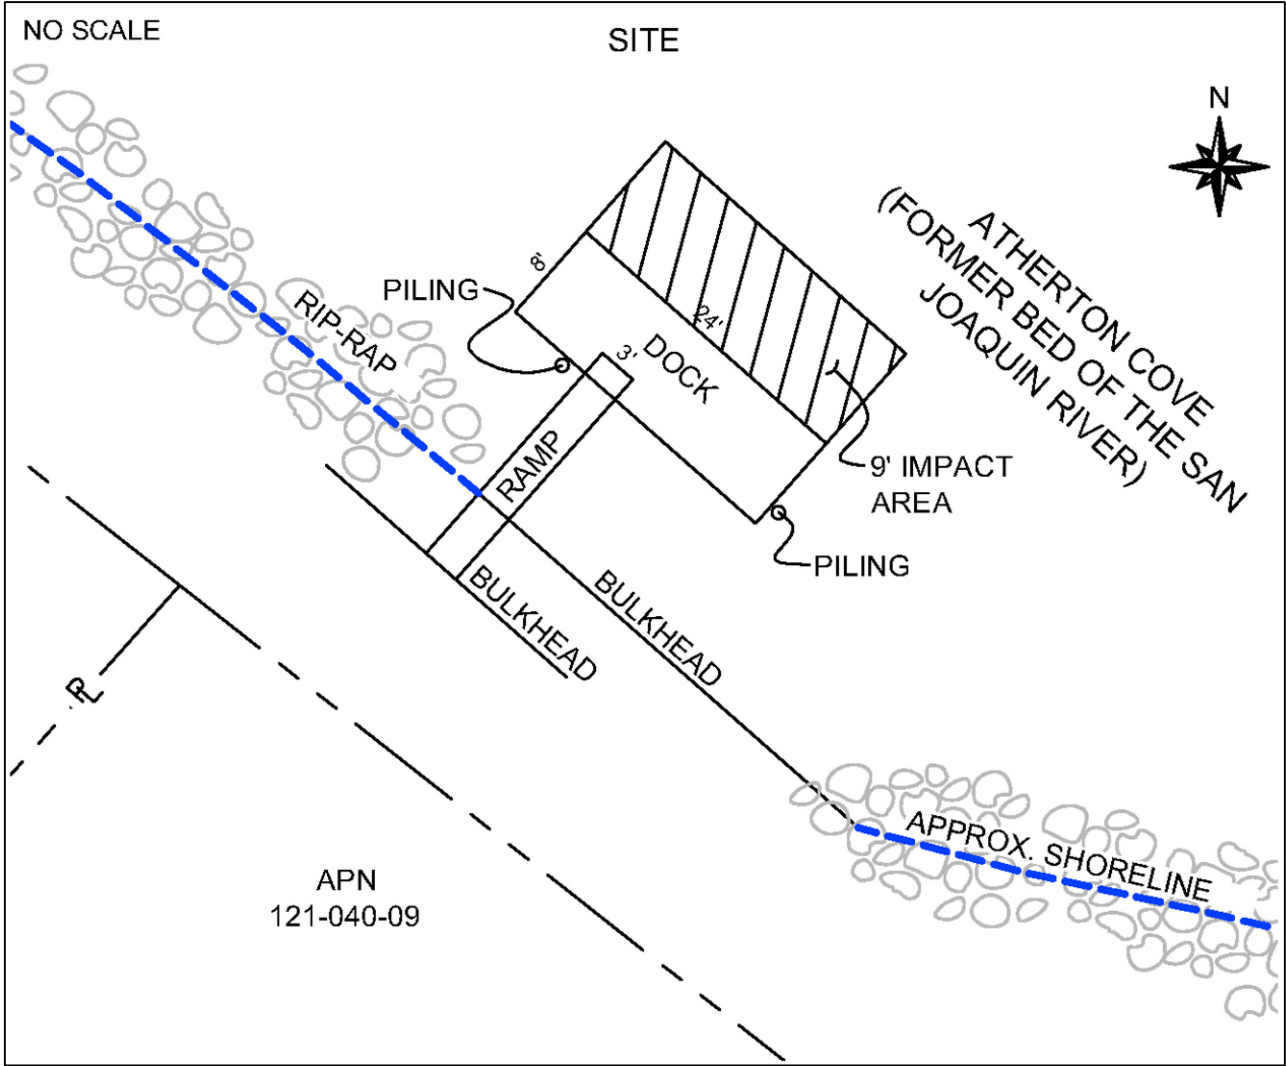 NO SCALE
SITE
N
ATHERTON COVE
(FORMER BED OF THE SAN
JOAQUIN RIVER)
8'
PILING
24'
RIP-RAP
3'
DOCK
RAMP
9' IMPACT
AREA
PILING
BULKHEAD
BULKHEAD
PL
APPROX. SHORELINE
APN
121-040-09